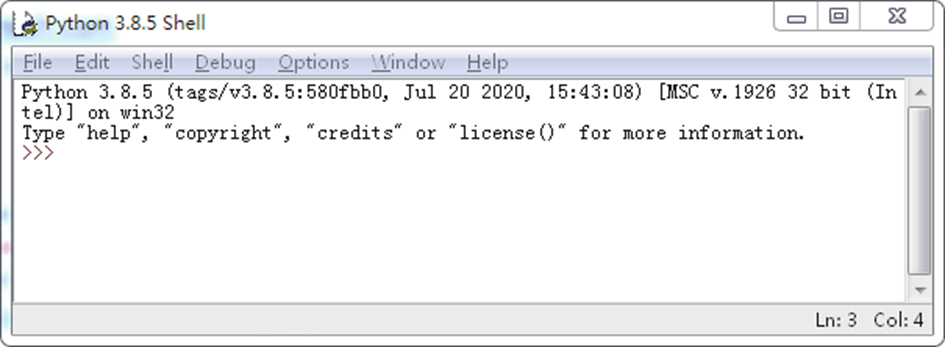 Python 3.8.5 Shell
File Edit Shell Debug Options Window Help
Python 3.8.5 (tags/v3.8.5:580fbb0, Jul 20 2020, 15:43:08) [MSC v.1926 32 bit (In
tel)] on win32
Type "help", "copyright", "credits" or "license()" for more information.
>>>
Ln: 3 Col: 4